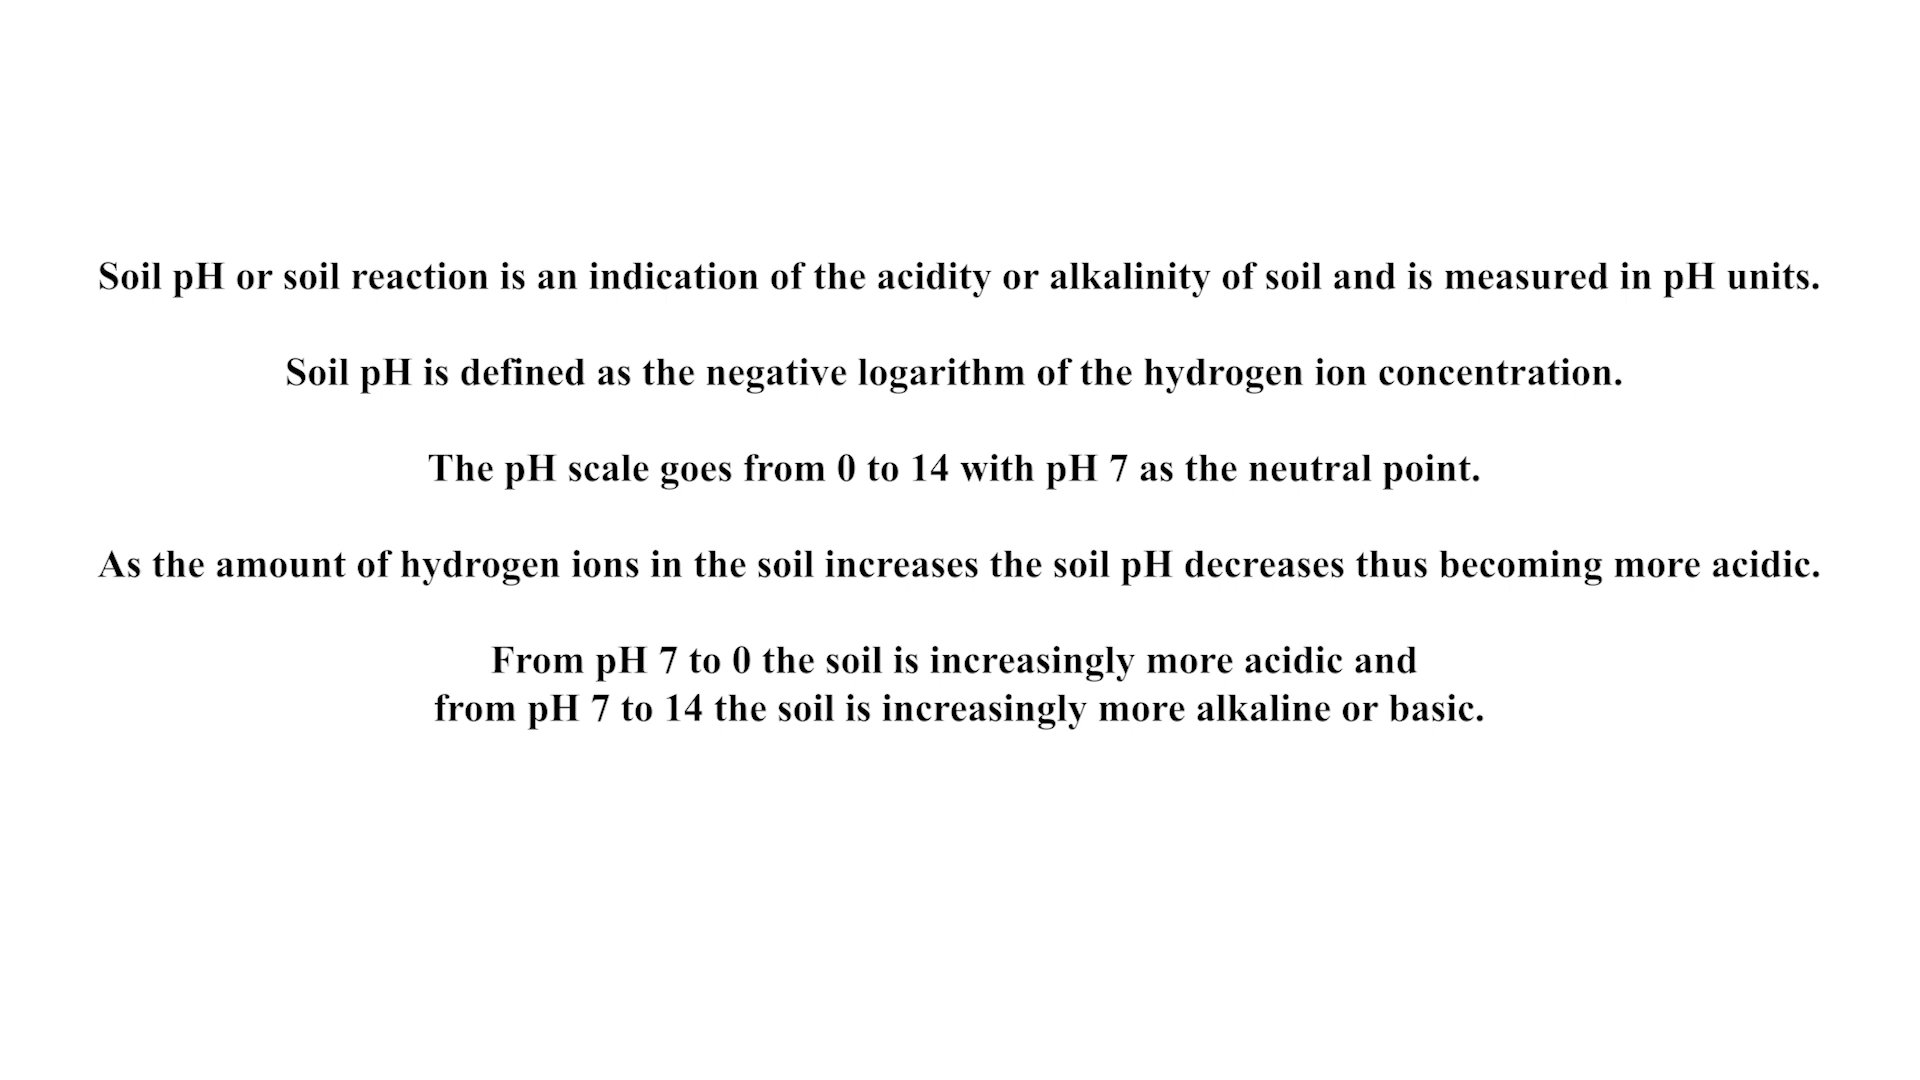 Soil pH or soil reaction is an indication of the acidity or alkalinity of soil and is measured in pH units.
Soil pH is defined as the negative logarithm of the hydrogen ion concentration.
The pH scale goes from 0 to 14 with pH 7 as the neutral point.
As the amount of hydrogen ions in the soil increases the soil pH decreases thus becoming more acidic.
From pH 7 to 0 the soil is increasingly more acidic and
from pH 7 to 14 the soil is increasingly more alkaline or basic.